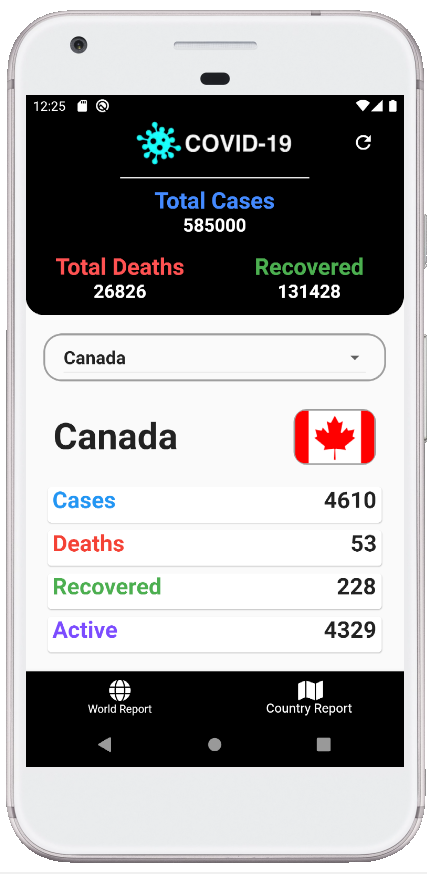 12:25
COVID-19
Total Cases
585000
Total Deaths Recovered
26826 131428
Canada
Canada
Cases 4610
Deaths 53
Recovered 228
Active 4329
World Report Country Report